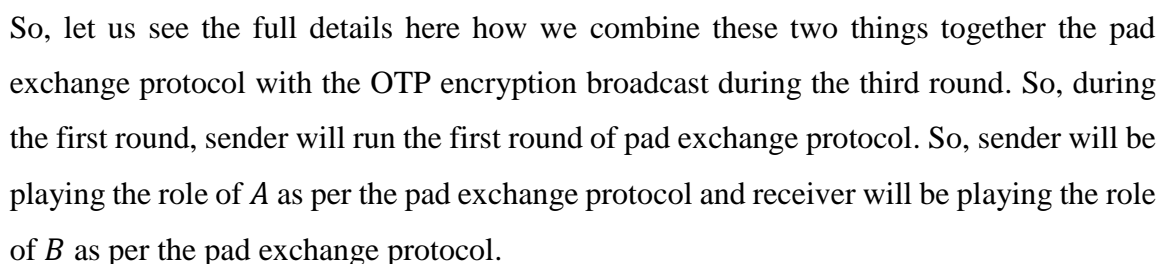 So, let us see the full details here how we combine these two things together the pad
exchange protocol with the OTP encryption broadcast during the third round. So, during
the first round, sender will run the first round of pad exchange protocol. So, sender will be
playing the role of A as per the pad exchange protocol and receiver will be playing the role
of B as per the pad exchange protocol.